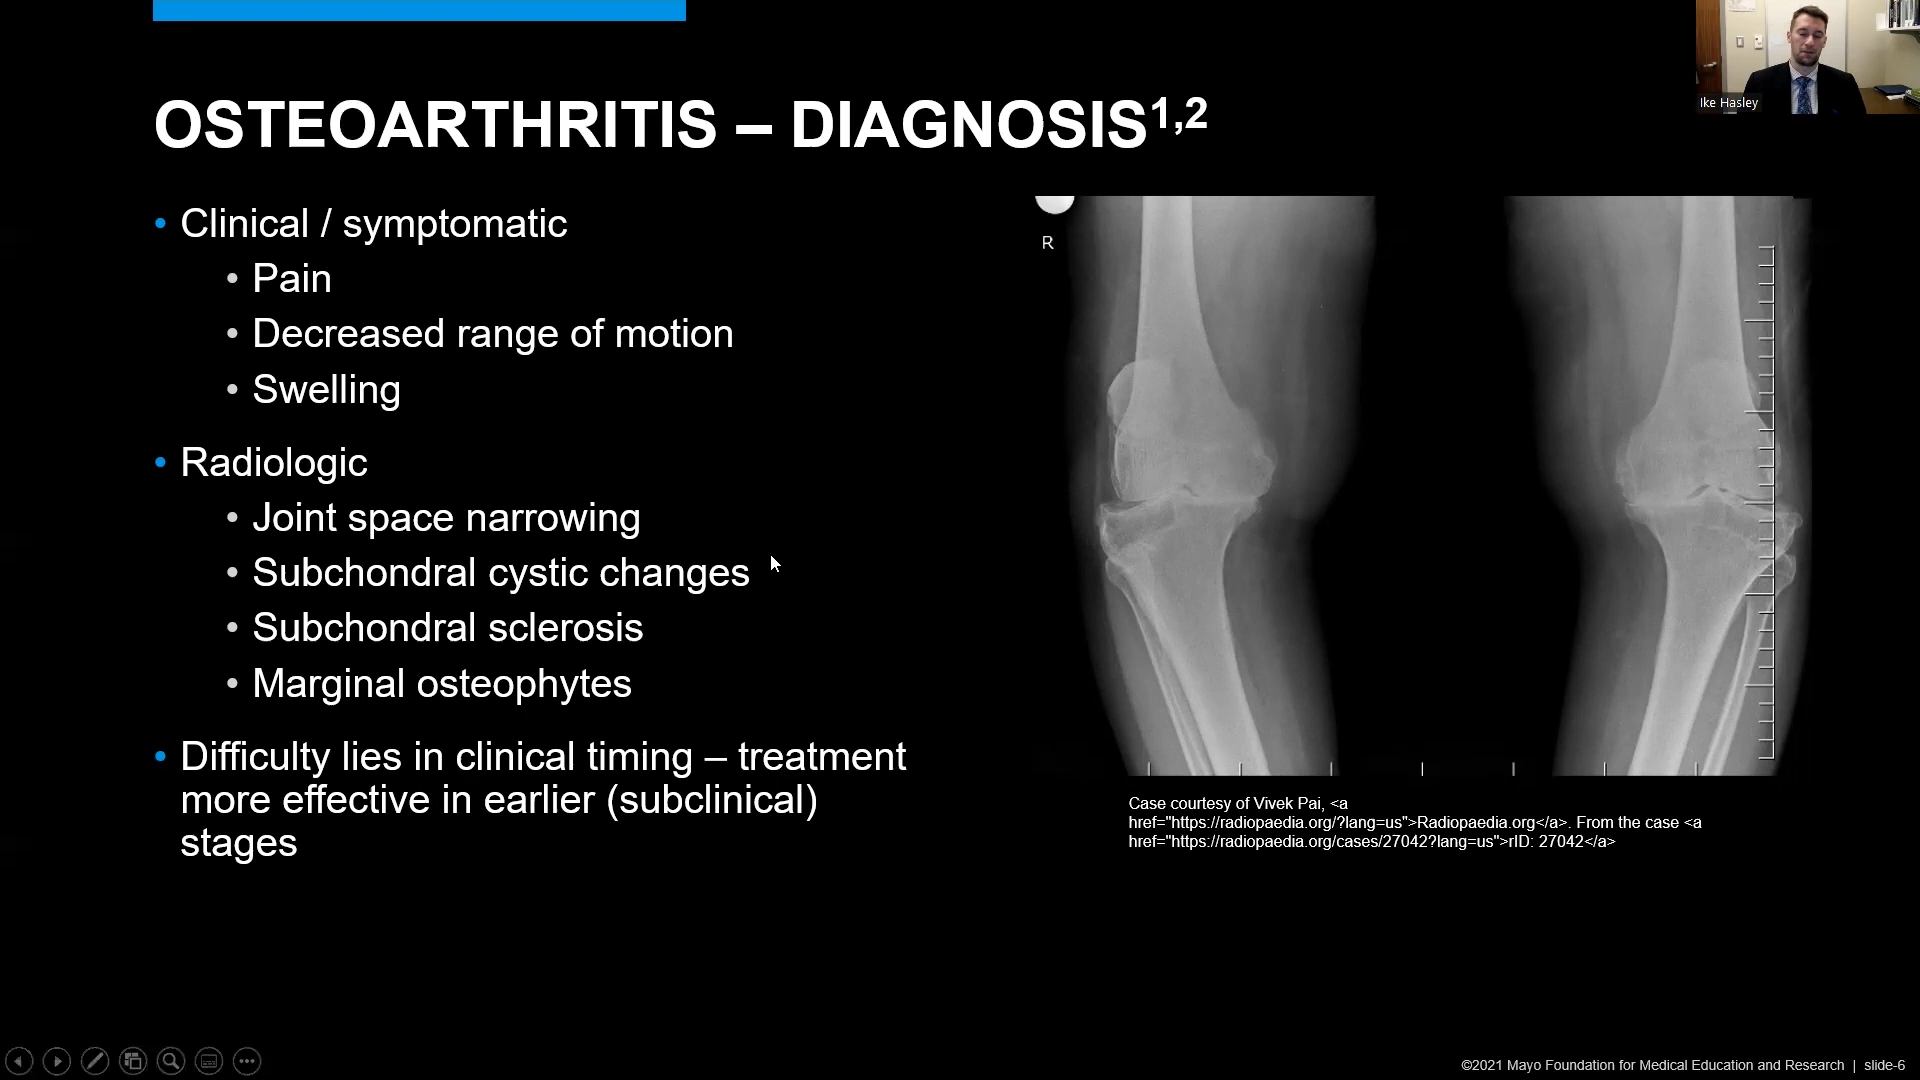 OSTEOARTHRITIS – DIAGNOSIS1,2
Ike Hasley
• Clinical / symptomatic
• Pain
• Decreased range of motion
• Swelling
• Radiologic
• Joint space narrowing
• Subchondral cystic changes
• Subchondral sclerosis
• Marginal osteophytes
• Difficulty lies in clinical timing – treatment
more effective in earlier (subclinical)
stages
R
Case courtesy of Vivek Pai, <a
href="https://radiopaedia.org/?lang=us">Radiopaedia.org</a>. From the case <a
href="https://radiopaedia.org/cases/27042?lang=us">rID: 27042</a>
©2021 Mayo Foundation for Medical Education and Research | slide-6